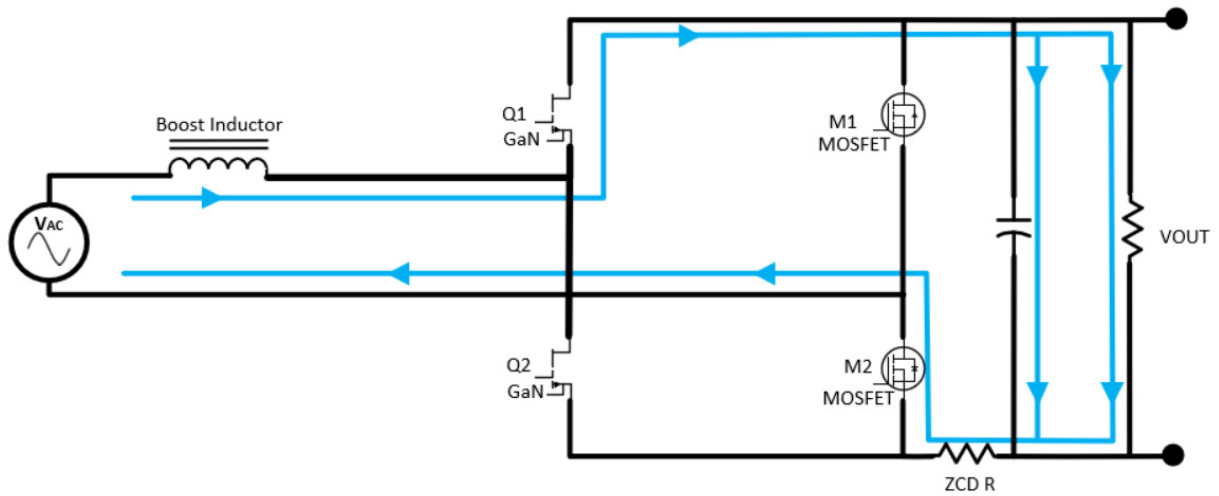 Boost Inductor
Q1
GaN
M1
MOSFET
VAC
VOUT
Q2
GaN
M2
MOSFET
ZCD R